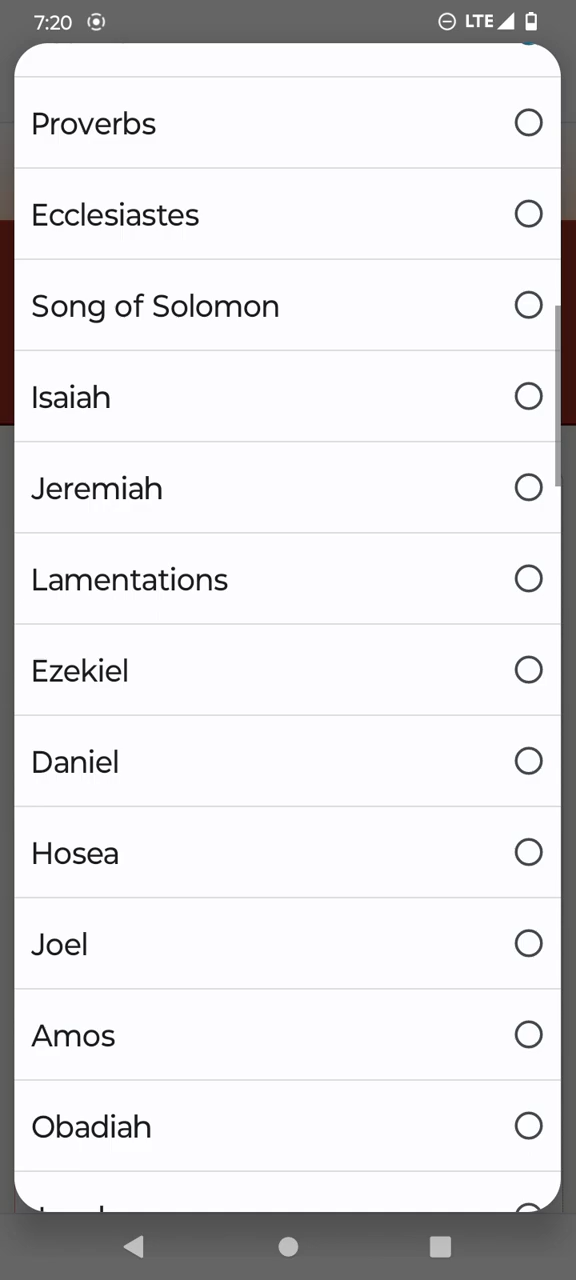 7:20 LTE
Proverbs
Ecclesiastes
Song of Solomon
Isaiah
Jeremiah
Lamentations
Ezekiel
Daniel
Hosea
Joel
Amos
Obadiah